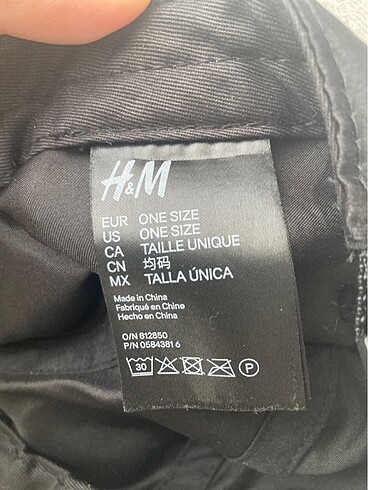 H&M
EUR ONE SIZE
US ONE SIZE
CA TAILLE UNIQUE
CN 均码
MX TALLA ÚNICA
Made in China
Fabriqué en Chine
Hecho en China
O/N 812850
P/N 0584381 6
30 P